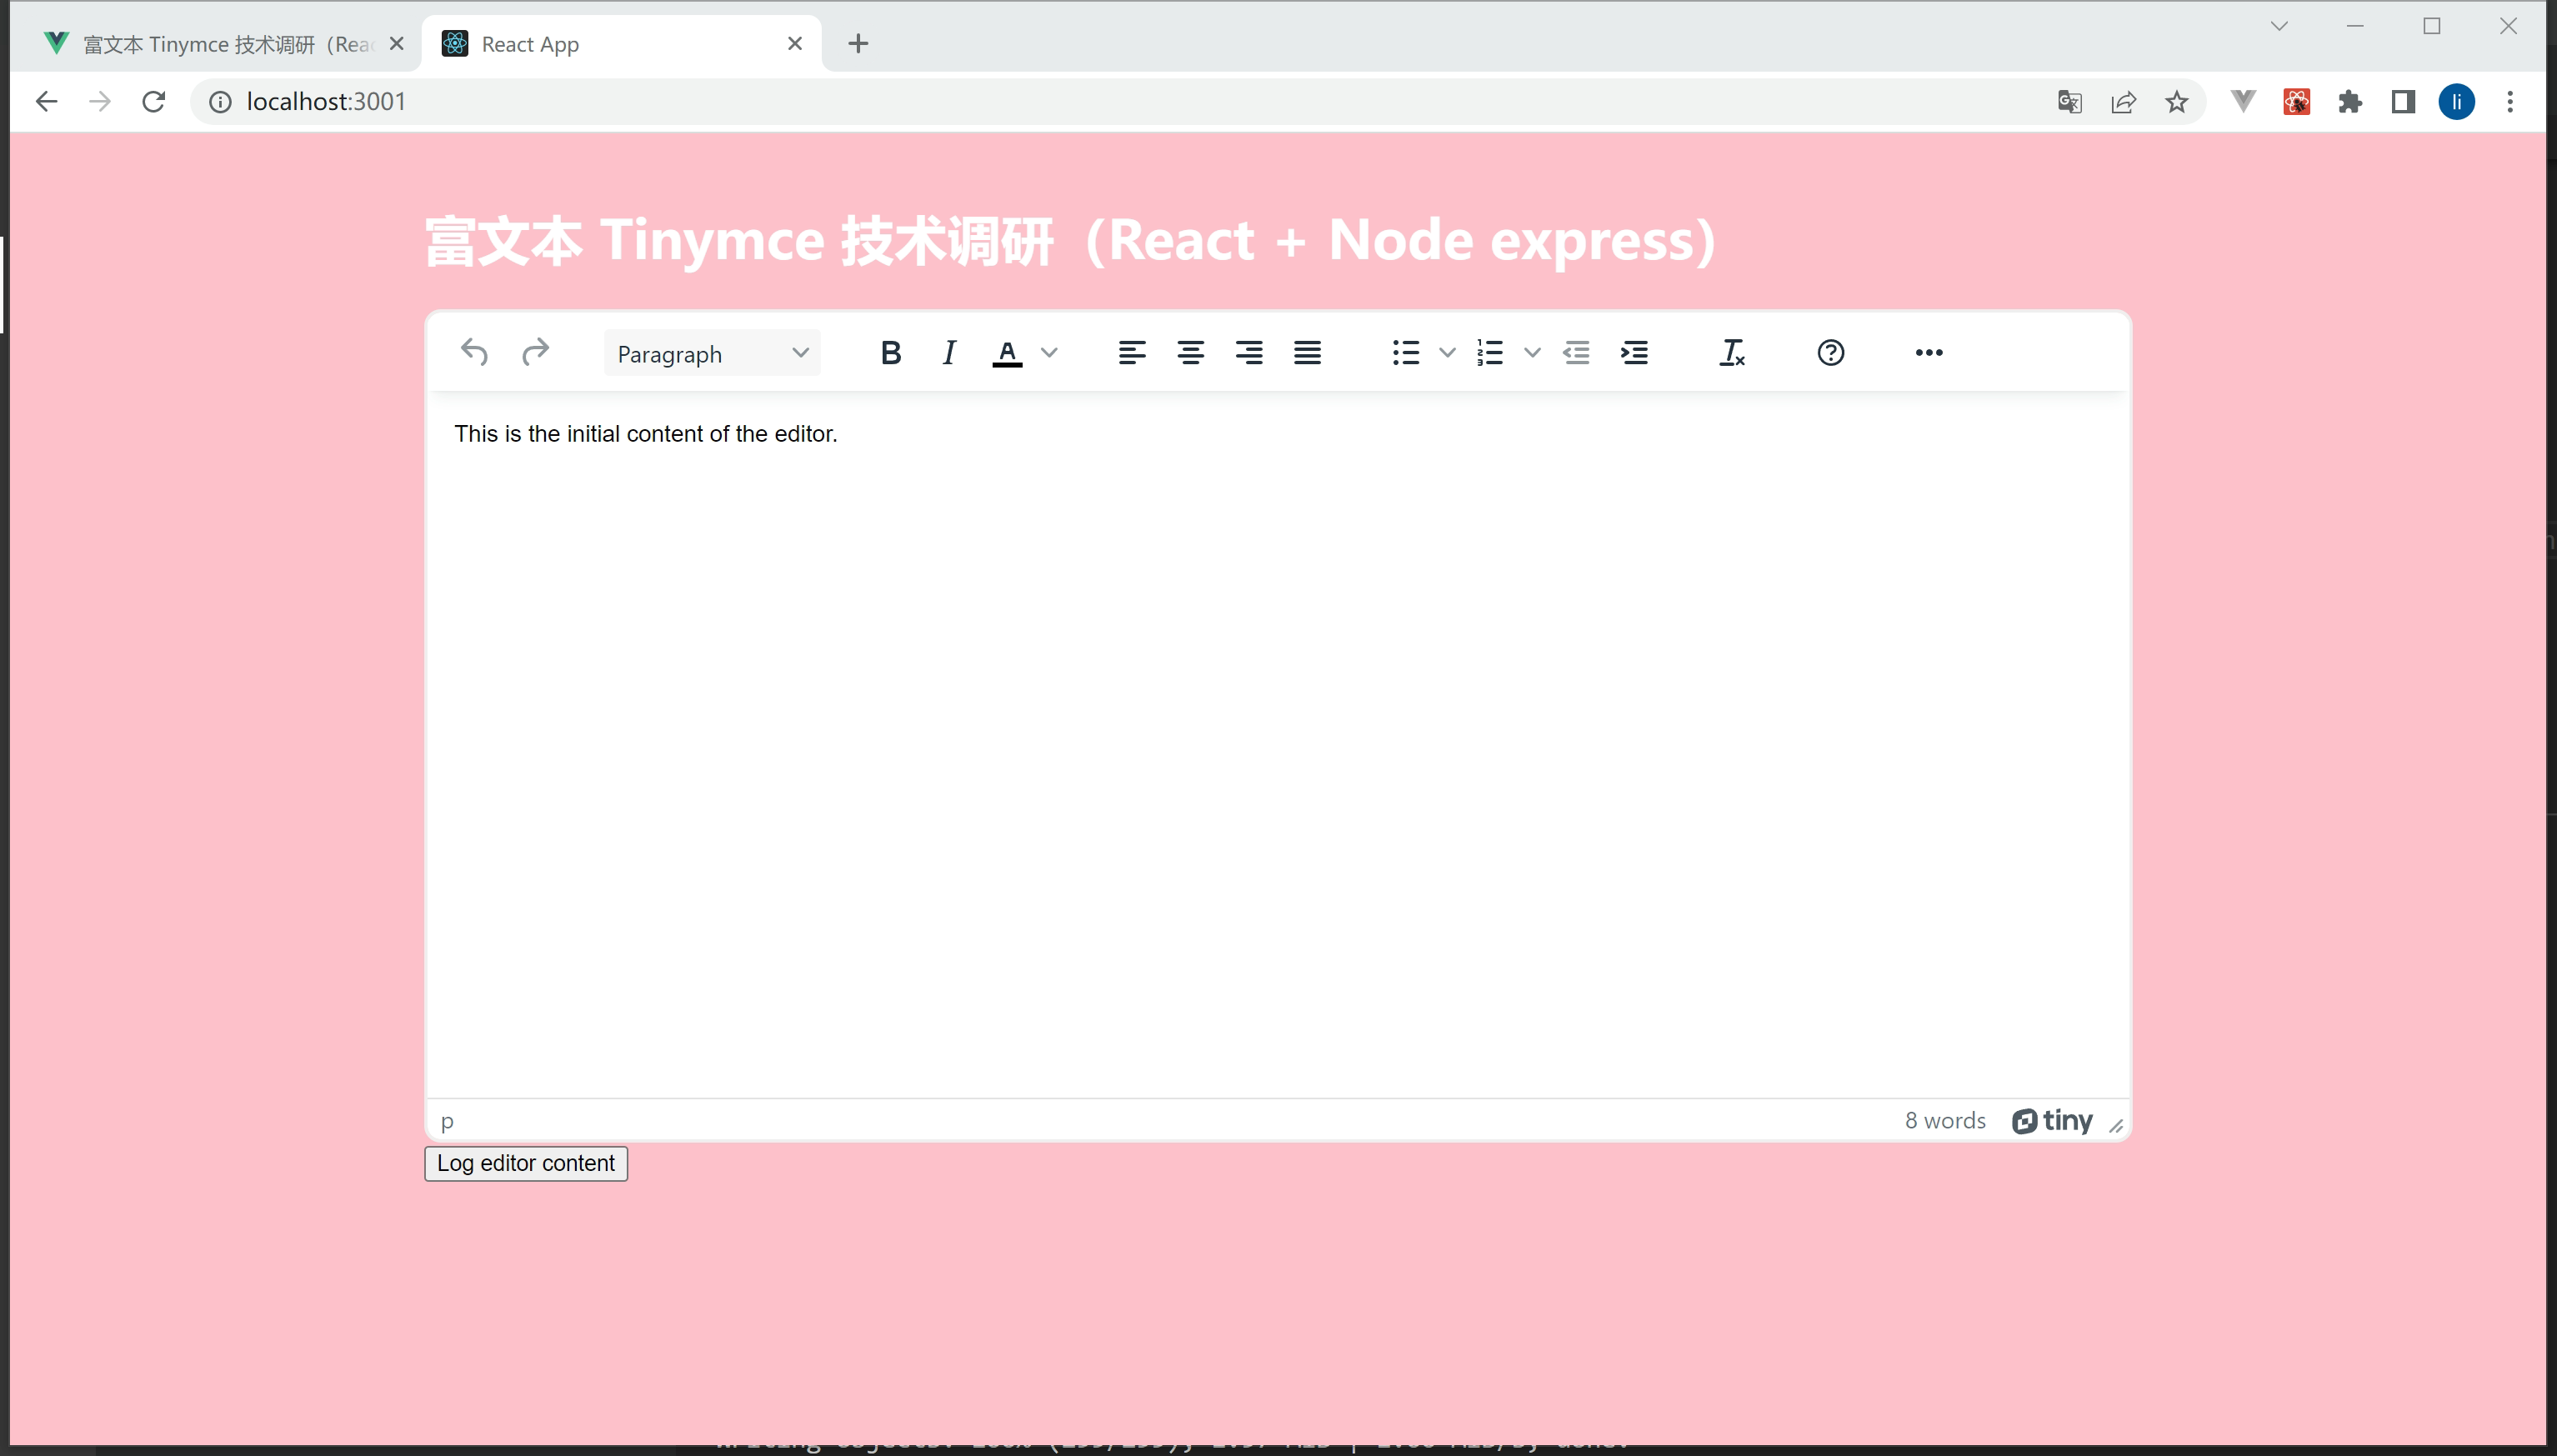 富文本 Tinymce 技术调研（Reac
React App
localhost:3001
li
富文本 Tinymce 技术调研（React + Node express）
Paragraph
B I A
This is the initial content of the editor.
p
8 words
tiny
Log editor content